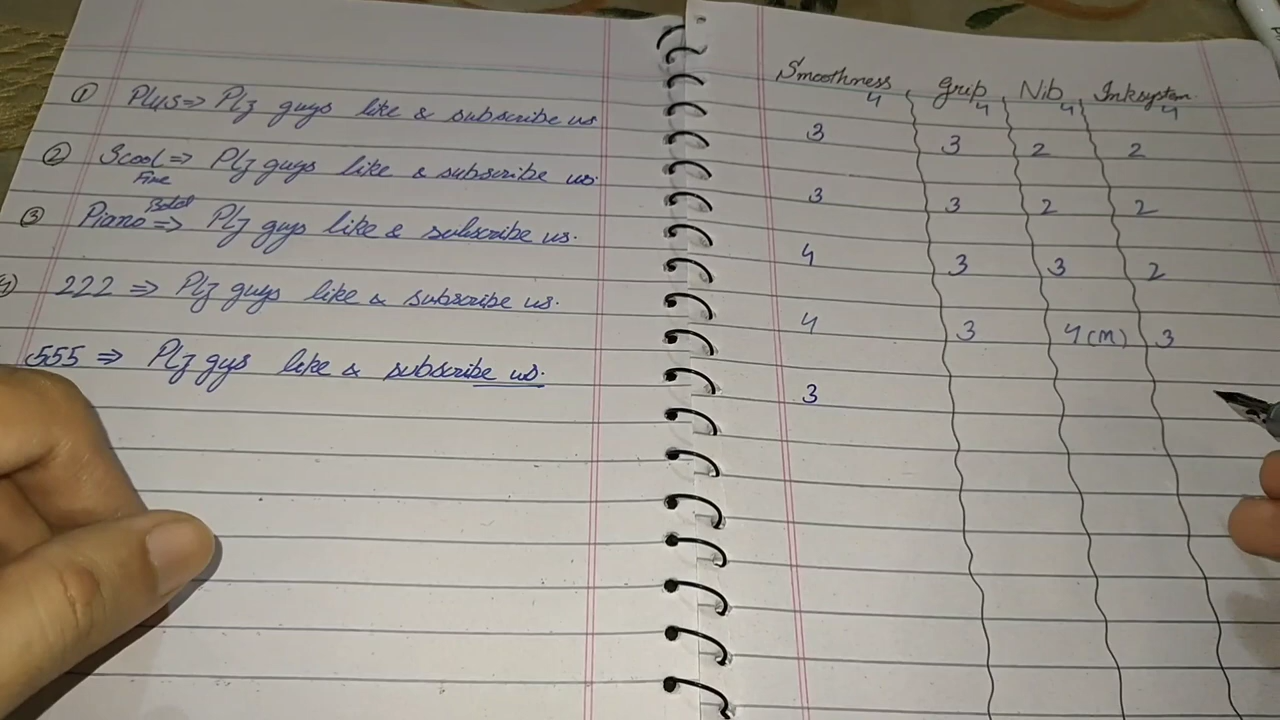 ① Plus => Plz guys like & subscribe us
② Scool => Plz guys like & subscribe us.
Fine
③ Piano => Plz guys like & subscribe us.
222 => Plz guys like & subscribe us.
555 => Plz gys like & subscribe us.
Smoothness 4, Grip 4, Nib 4, Inksystem 4
3 3 2 2
3 3 2 2
4 3 3 2
4 3 4(M) 3
3